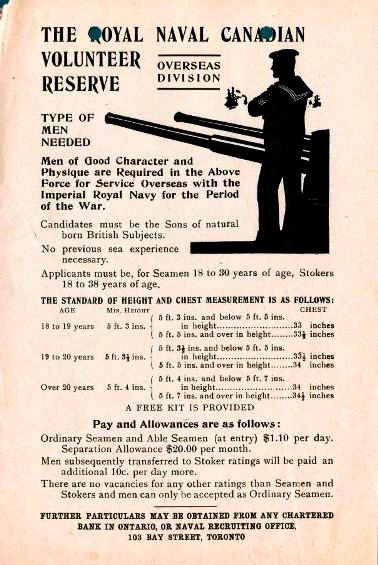 THE ROYAL NAVAL CANADIAN
VOLUNTEER
RESERVE
OVERSEAS
DIVISION
TYPE OF
MEN
NEEDED
Men of Good Character and
Physique are Required in the Above
Force for Service Overseas with the
Imperial Royal Navy for the Period
of the War.
Candidates must be the Sons of natural
born British Subjects.
No previous sea experience
necessary.
Applicants must be, for Seamen 18 to 30 years of age, Stokers
18 to 38 years of age.
THE STANDARD OF HEIGHT AND CHEST MEASUREMENT IS AS FOLLOWS:
AGE MIN. HEIGHT CHEST
18 to 19 years 5 ft. 3 ins. { 5 ft. 3 ins. and below 5 ft. 5 ins.
in height........................33 inches
5 ft. 5 ins. and over in height.......33½ inches
19 to 20 years 5 ft. 3½ ins. { 5 ft. 3½ ins. and below 5 ft. 5 ins.
in height........................33½ inches
5 ft. 5 ins. and over in height.......34 inches
Over 20 years 5 ft. 4 ins. { 5 ft. 4 ins. and below 5 ft. 7 ins.
in height........................34 inches
5 ft. 7 ins. and over in height.......34½ inches
A FREE KIT IS PROVIDED
Pay and Allowances are as follows:
Ordinary Seamen and Able Seamen (at entry) $1.10 per day.
Separation Allowance $20.00 per month.
Men subsequently transferred to Stoker ratings will be paid an
additional 10c. per day more.
There are no vacancies for any other ratings than Seamen and
Stokers and men can only be accepted as Ordinary Seamen.
FURTHER PARTICULARS MAY BE OBTAINED FROM ANY CHARTERED
BANK IN ONTARIO, OR NAVAL RECRUITING OFFICE,
103 BAY STREET, TORONTO